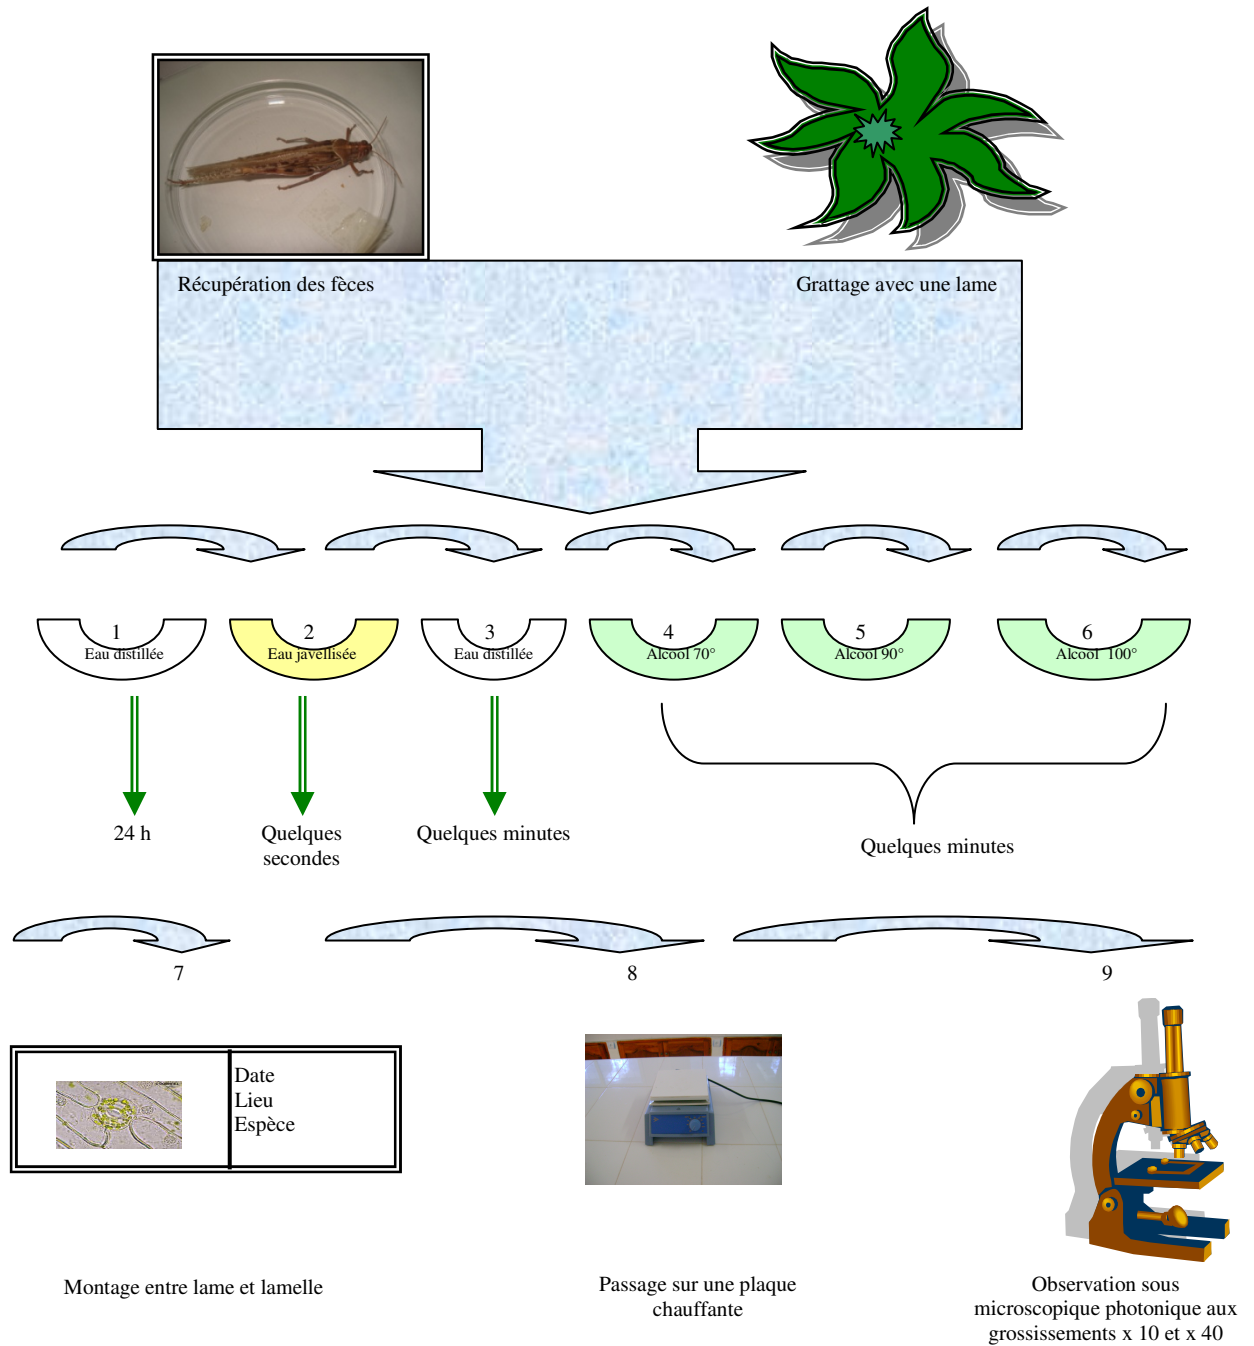 Récupération des fèces
Grattage avec une lame
1
Eau distillée
2
Eau javellisée
3
Eau distillée
4
Alcool 70°
5
Alcool 90°
6
Alcool 100°
24 h
Quelques
secondes
Quelques minutes
Quelques minutes
7
8
9
Date
Lieu
Espèce
Montage entre lame et lamelle
Passage sur une plaque
chauffante
Observation sous
microscopique photonique aux
grossissements x 10 et x 40